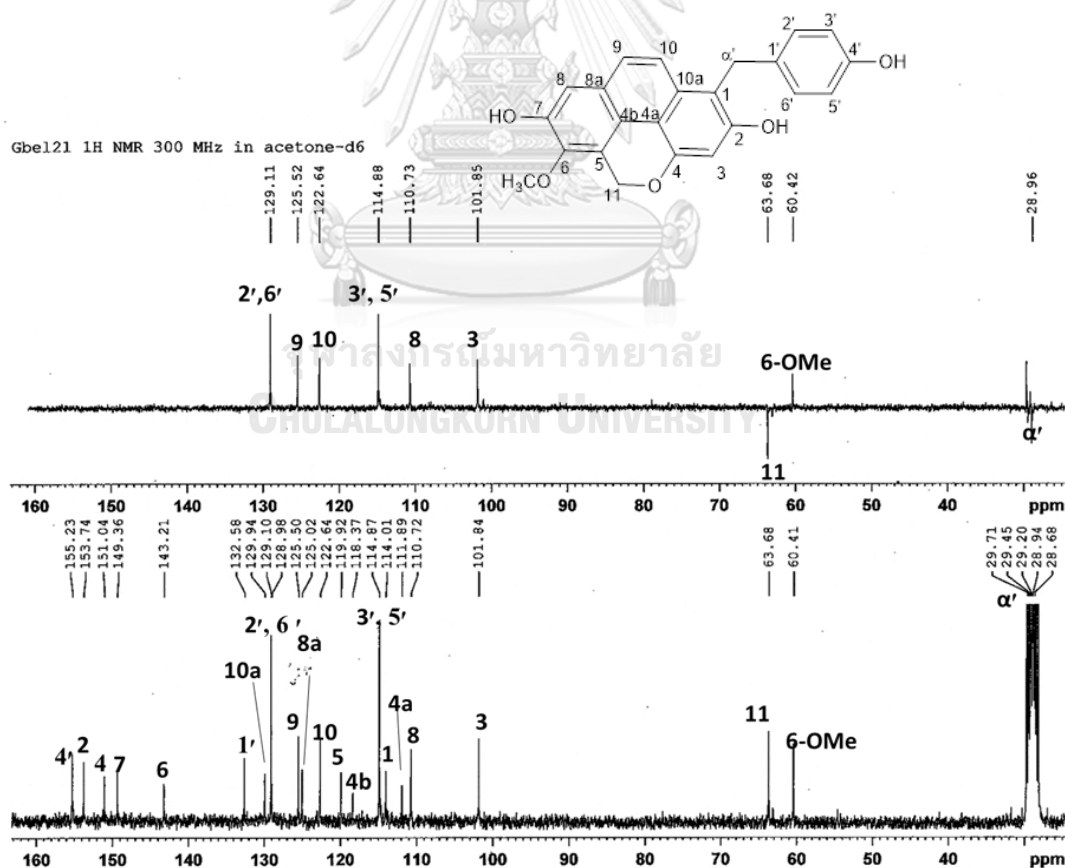 9 10 α' 1' 2' 3' 4' OH
8 8a 10a 1 6' 5'
HO 7 4b 4a 2 OH
6 5 4 3
H₃CO 11 O
Gbel21 1H NMR 300 MHz in acetone-d6
129.11 125.52 122.64 114.88 110.73 101.85 63.68 60.42 28.96
2',6' 9 10 3', 5' 8 3 6-OMe
จุฬาลงกรณ์มหาวิทยาลัย
CHULALONGKORN UNIVERSITY
11 α'
160 150 140 130 120 110 100 90 80 70 60 50 40 ppm
155.23 153.74 151.04 149.36 143.21 132.58 129.94 129.10 128.98 125.50 125.02 122.64 119.92 118.37 114.87 114.01 111.89 110.72 101.84 63.68 60.41 29.71 29.45 29.20 28.94 28.68
α'
2', 6' 3', 5'
10a 8a 4a
4' 2 4 7 6 1' 9 10 5 4b 1 8 3 11 6-OMe
160 150 140 130 120 110 100 90 80 70 60 50 40 ppm